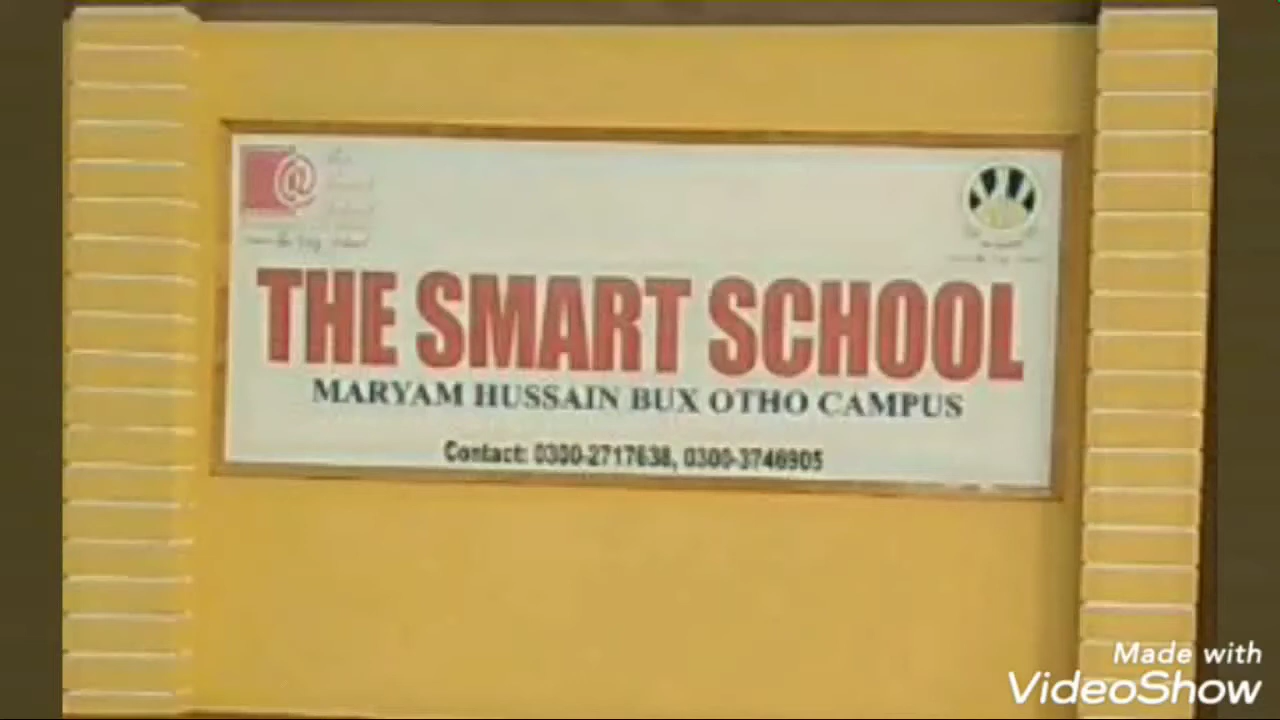 THE SMART SCHOOL
MARYAM HUSSAIN BUX OTHO CAMPUS
Contact: 0300-2717638, 0300-3746905
Made with
VideoShow